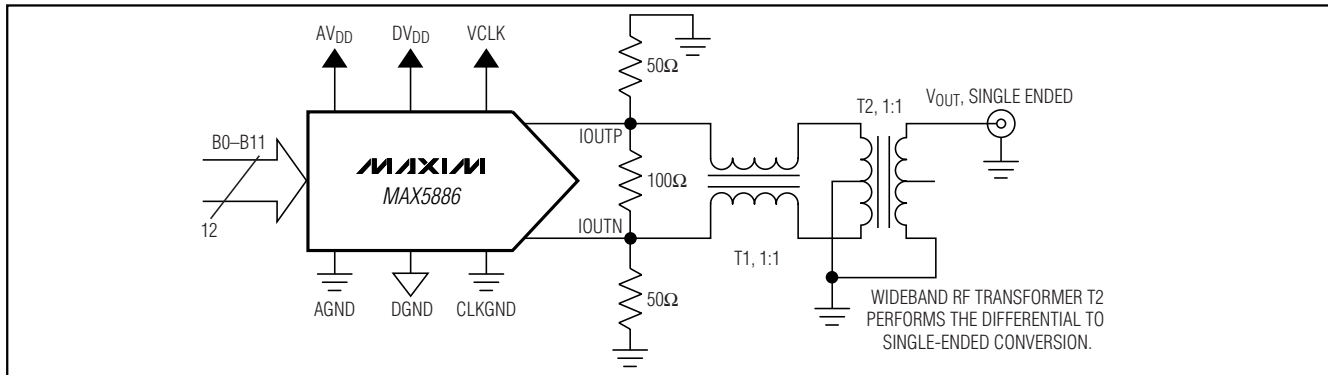 AVDD
DVDD
VCLK
50Ω
VOUT, SINGLE ENDED
T2, 1:1
B0–B11
IOUTP
MAXIM
MAX5886
100Ω
12
IOUTN
T1, 1:1
50Ω
AGND
DGND
CLKGND
WIDEBAND RF TRANSFORMER T2
PERFORMS THE DIFFERENTIAL TO
SINGLE-ENDED CONVERSION.